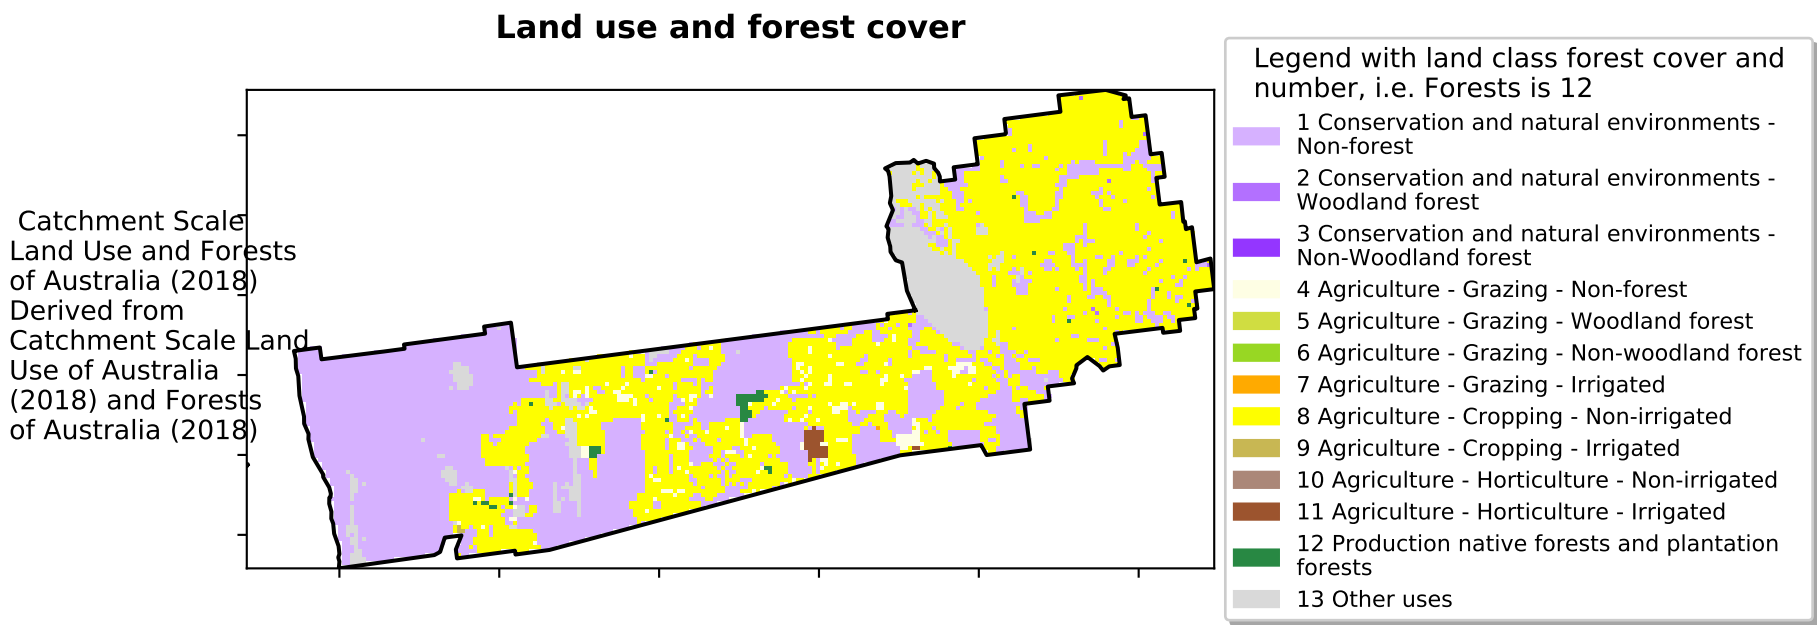 Land use and forest cover
Catchment Scale
Land Use and Forests
of Australia (2018)
Derived from
Catchment Scale Land
Use of Australia
(2018) and Forests
of Australia (2018)
Legend with land class forest cover and
number, i.e. Forests is 12
1 Conservation and natural environments -
Non-forest
2 Conservation and natural environments -
Woodland forest
3 Conservation and natural environments -
Non-Woodland forest
4 Agriculture - Grazing - Non-forest
5 Agriculture - Grazing - Woodland forest
6 Agriculture - Grazing - Non-woodland forest
7 Agriculture - Grazing - Irrigated
8 Agriculture - Cropping - Non-irrigated
9 Agriculture - Cropping - Irrigated
10 Agriculture - Horticulture - Non-irrigated
11 Agriculture - Horticulture - Irrigated
12 Production native forests and plantation
forests
13 Other uses